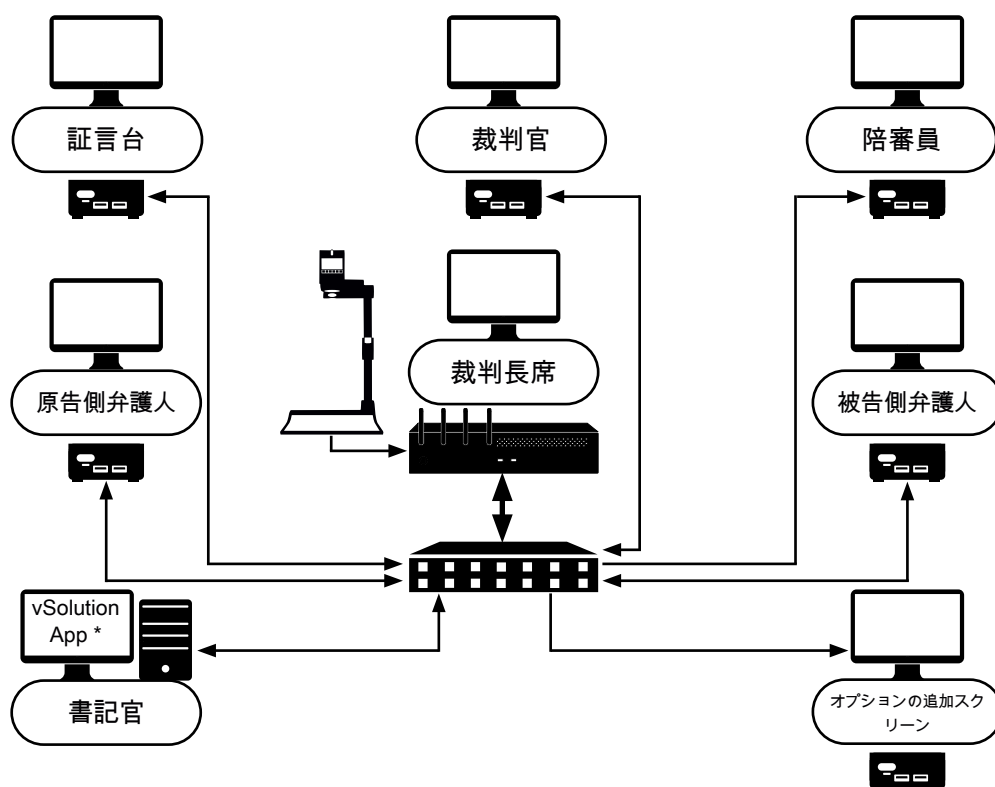 証言台
裁判官
陪審員
裁判長席
原告側弁護人
被告側弁護人
vSolution
App *
書記官
オプションの追加スク
リーン